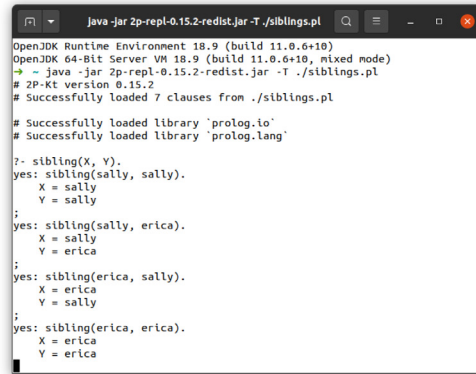 java -jar 2p-repl-0.15.2-redist.jar -T ./siblings.pl
OpenJDK Runtime Environment 18.9 (build 11.0.6+10)
OpenJDK 64-Bit Server VM 18.9 (build 11.0.6+10, mixed mode)
→ ~ java -jar 2p-repl-0.15.2-redist.jar -T ./siblings.pl
# 2P-Kt version 0.15.2
# Successfully loaded 7 clauses from ./siblings.pl
# Successfully loaded library `prolog.io`
# Successfully loaded library `prolog.lang`
?- sibling(X, Y).
yes: sibling(sally, sally).
X = sally
Y = sally
;
yes: sibling(sally, erica).
X = sally
Y = erica
;
yes: sibling(erica, sally).
X = erica
Y = sally
;
yes: sibling(erica, erica).
X = erica
Y = erica